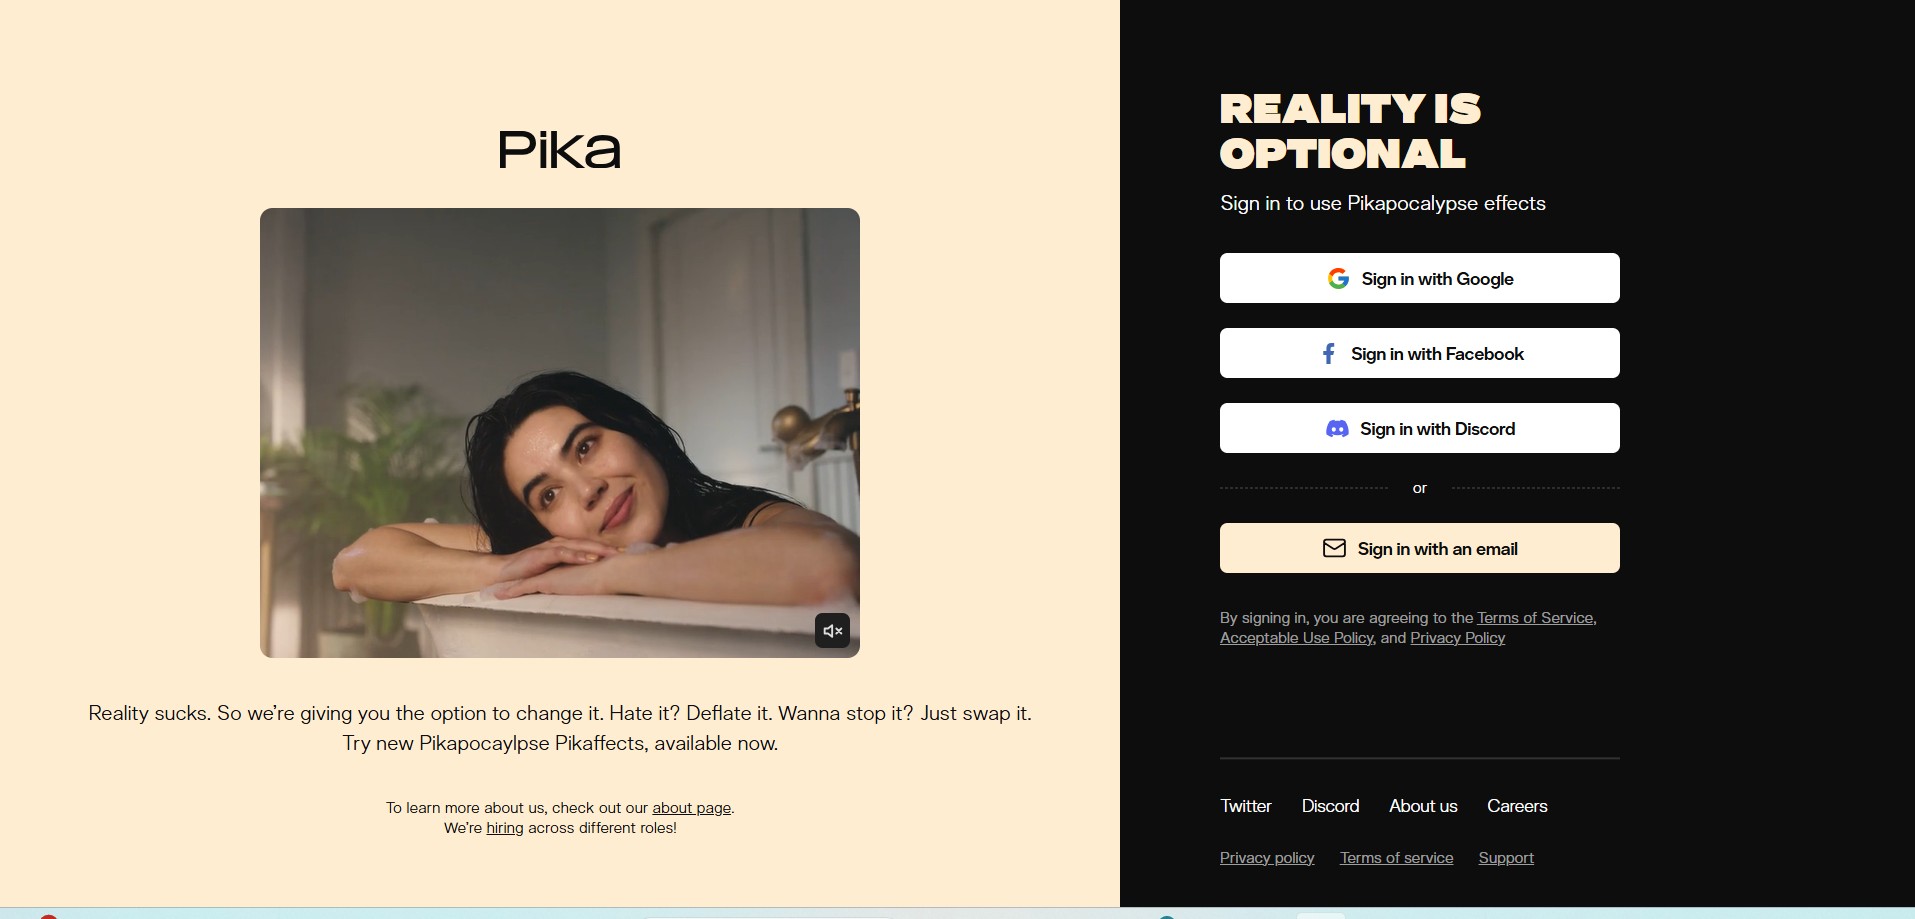 Pika
Reality sucks. So we’re giving you the option to change it. Hate it? Deflate it. Wanna stop it? Just swap it.
Try new Pikapocaylpse Pikaffects, available now.
To learn more about us, check out our about page.
We’re hiring across different roles!
REALITY IS
OPTIONAL
Sign in to use Pikapocalypse effects
Sign in with Google
Sign in with Facebook
Sign in with Discord
or
Sign in with an email
By signing in, you are agreeing to the Terms of Service,
Acceptable Use Policy, and Privacy Policy
Twitter Discord About us Careers
Privacy policy Terms of service Support